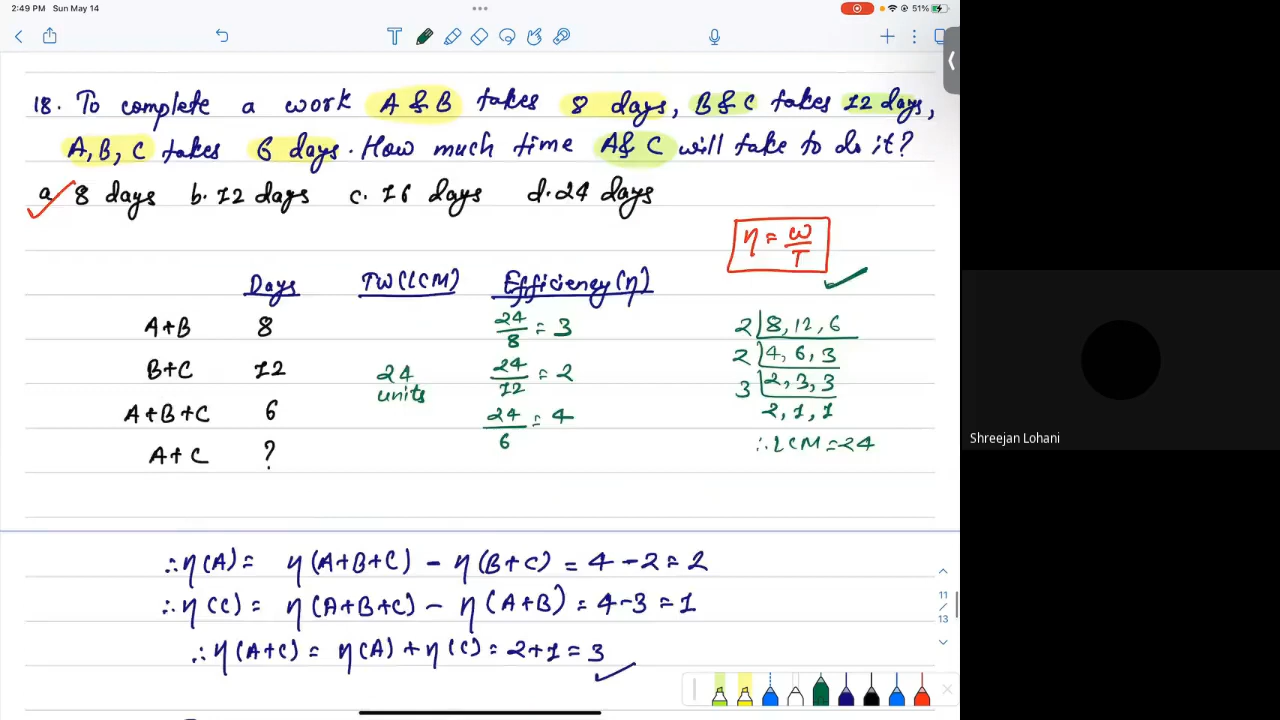 2:49 PM Sun May 14
51%
18. To complete a work A & B takes 8 days, B & C takes 12 days,
A, B, C takes 6 days. How much time A & C will take to do it?
a 8 days b. 12 days c. 16 days d. 24 days
η = w/T
Days TW(LCM) Efficiency(η)
A+B 8 24/8 = 3 2 | 8, 12, 6
B+C 12 24 units 24/12 = 2 2 | 4, 6, 3
3 | 2, 3, 3
A+B+C 6 24/6 = 4 2, 1, 1
A+C ? ∴ LCM = 24
Shreejan Lohani
∴ η(A) = η(A+B+C) - η(B+C) = 4 - 2 = 2
∴ η(C) = η(A+B+C) - η(A+B) = 4 - 3 = 1
∴ η(A+C) = η(A) + η(C) = 2+1 = 3
11
/
13